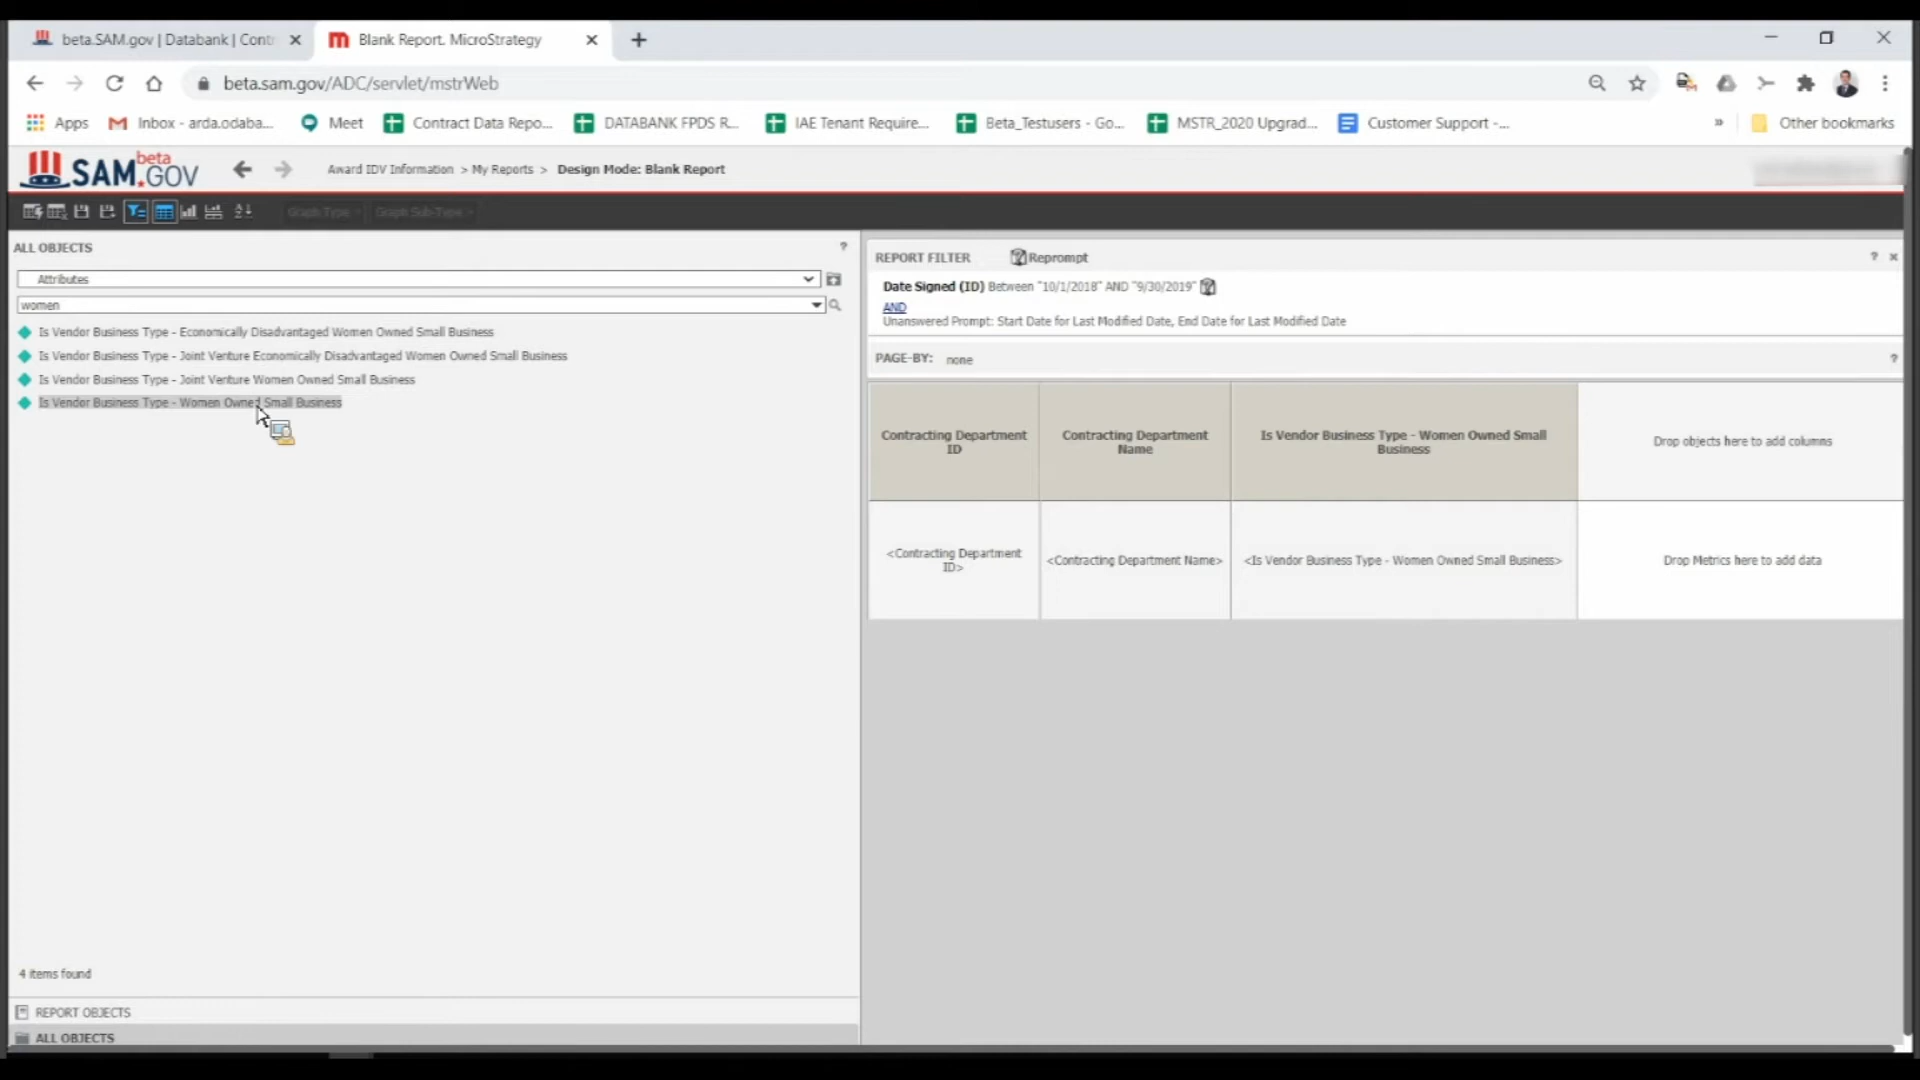 beta.SAM.gov | Databank | Contr
Blank Report. MicroStrategy
beta.sam.gov/ADC/servlet/mstrWeb
Apps
Inbox - arda.odaba...
Meet
Contract Data Repo...
DATABANK FPDS R...
IAE Tenant Require...
Beta_Testusers - Go...
MSTR_2020 Upgrad...
Customer Support -...
»
Other bookmarks
beta
SAM.GOV
Award IDV Information > My Reports > Design Mode: Blank Report
Graph Type
Graph Sub-Type
ALL OBJECTS
?
Attributes
women
Is Vendor Business Type - Economically Disadvantaged Women Owned Small Business
Is Vendor Business Type - Joint Venture Economically Disadvantaged Women Owned Small Business
Is Vendor Business Type - Joint Venture Women Owned Small Business
Is Vendor Business Type - Women Owned Small Business
4 items found
REPORT OBJECTS
ALL OBJECTS
REPORT FILTER
Reprompt
?
Date Signed (ID) Between "10/1/2018" AND "9/30/2019"
AND
Unanswered Prompt: Start Date for Last Modified Date, End Date for Last Modified Date
PAGE-BY: none
?
Contracting Department
ID
Contracting Department
Name
Is Vendor Business Type - Women Owned Small
Business
Drop objects here to add columns
<Contracting Department
ID>
<Contracting Department Name>
<Is Vendor Business Type - Women Owned Small Business>
Drop Metrics here to add data